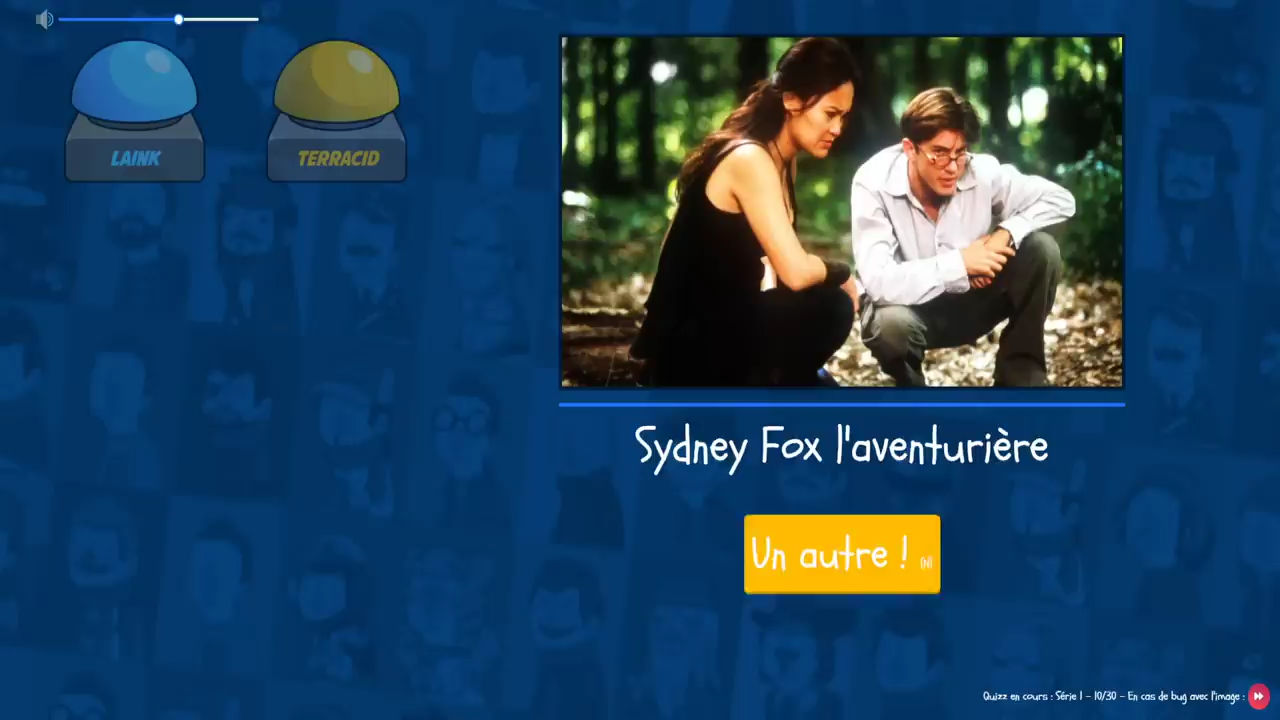 LAINK
TERRACID
Sydney Fox l'aventurière
Un autre ! (N)
Quizz en cours : Série 1 - 10/30 - En cas de bug avec l'image :